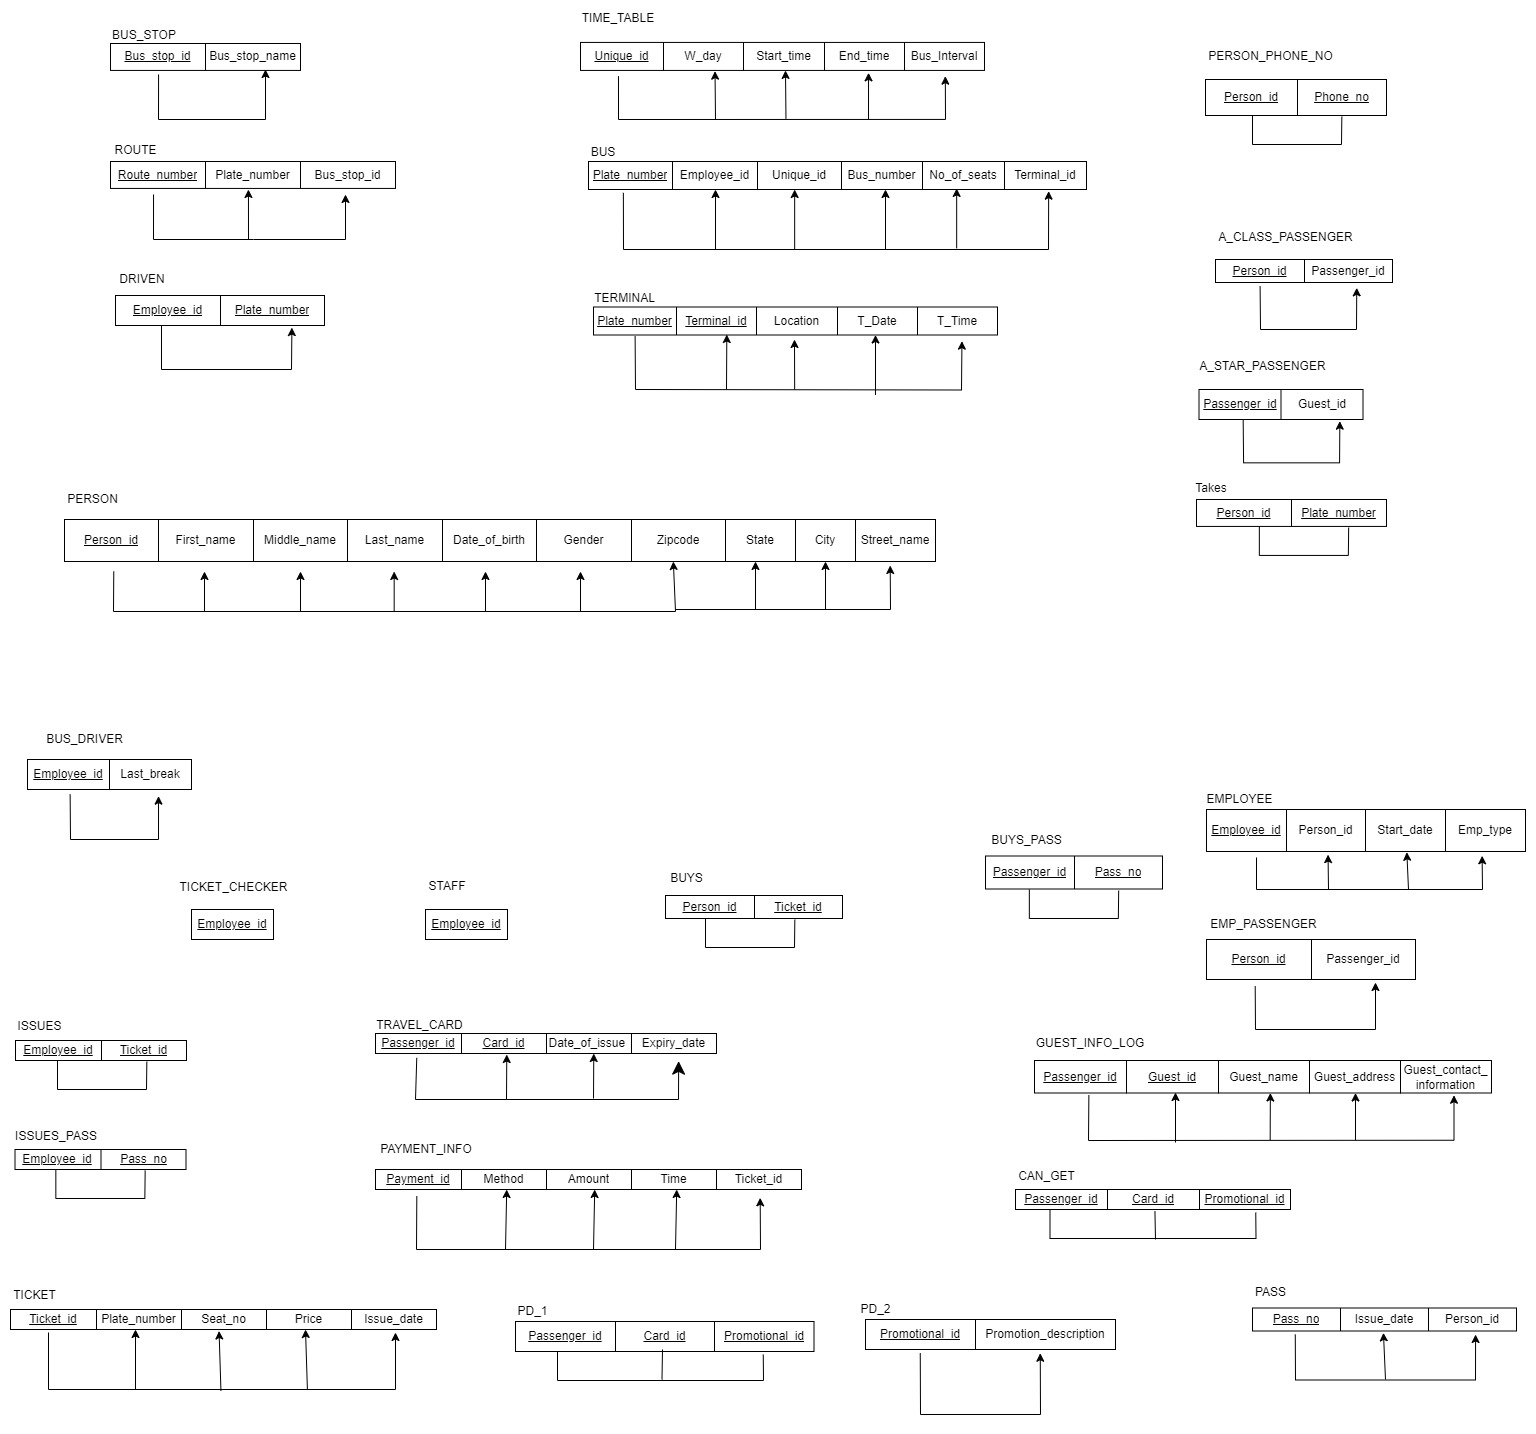 TIME_TABLE
BUS_STOP
Bus_stop_id Bus_stop_name
Unique_id W_day Start_time End_time Bus_Interval
PERSON_PHONE_NO
Person_id Phone_no
ROUTE
Route_number Plate_number Bus_stop_id
BUS
Plate_number Employee_id Unique_id Bus_number No_of_seats Terminal_id
A_CLASS_PASSENGER
Person_id Passenger_id
DRIVEN
Employee_id Plate_number
TERMINAL
Plate_number Terminal_id Location T_Date T_Time
A_STAR_PASSENGER
Passenger_id Guest_id
Takes
Person_id Plate_number
PERSON
Person_id First_name Middle_name Last_name Date_of_birth Gender Zipcode State City Street_name
BUS_DRIVER
Employee_id Last_break
EMPLOYEE
Employee_id Person_id Start_date Emp_type
BUYS_PASS
Passenger_id Pass_no
TICKET_CHECKER
Employee_id
STAFF
Employee_id
BUYS
Person_id Ticket_id
EMP_PASSENGER
Person_id Passenger_id
ISSUES
Employee_id Ticket_id
TRAVEL_CARD
Passenger_id Card_id Date_of_issue Expiry_date
GUEST_INFO_LOG
Passenger_id Guest_id Guest_name Guest_address Guest_contact_
information
ISSUES_PASS
Employee_id Pass_no
PAYMENT_INFO
Payment_id Method Amount Time Ticket_id
CAN_GET
Passenger_id Card_id Promotional_id
TICKET
Ticket_id Plate_number Seat_no Price Issue_date
PD_1
Passenger_id Card_id Promotional_id
PD_2
Promotional_id Promotion_description
PASS
Pass_no Issue_date Person_id